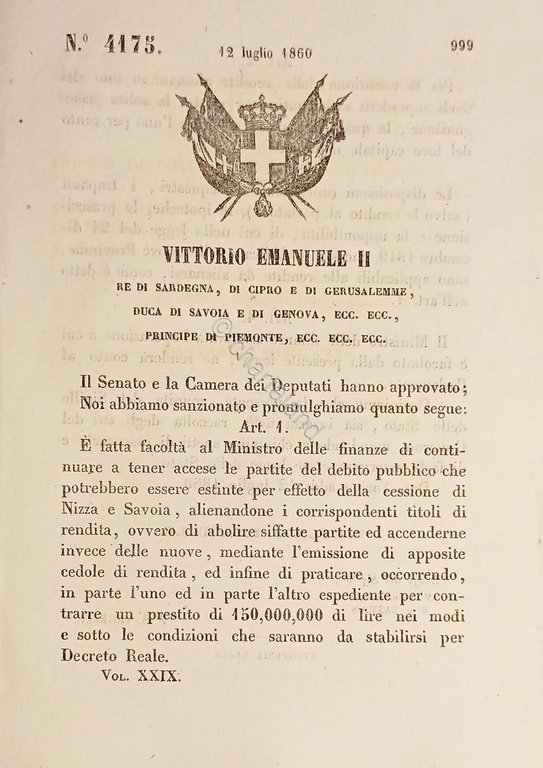 N.º 4175.
12 luglio 1860
999
VITTORIO EMANUELE II
RE DI SARDEGNA, DI CIPRO E DI GERUSALEMME,
DUCA DI SAVOIA E DI GENOVA, ECC. ECC.,
PRINCIPE DI PIEMONTE, ECC. ECC. ECC.
Il Senato e la Camera dei Deputati hanno approvato;
Noi abbiamo sanzionato e promulghiamo quanto segue:
Art. 1.
È fatta facoltà al Ministro delle finanze di conti-
nuare a tener accese le partite del debito pubblico che
potrebbero essere estinte per effetto della cessione di
Nizza e Savoia, alienandone i corrispondenti titoli di
rendita, ovvero di abolire siffatte partite ed accenderne
invece delle nuove, mediante l'emissione di apposite
cedole di rendita, ed infine di praticare, occorrendo,
in parte l'uno ed in parte l'altro espediente per con-
trarre un prestito di 150,000,000 di lire nei modi
e sotto le condizioni che saranno da stabilirsi per
Decreto Reale.
VOL. XXIX.